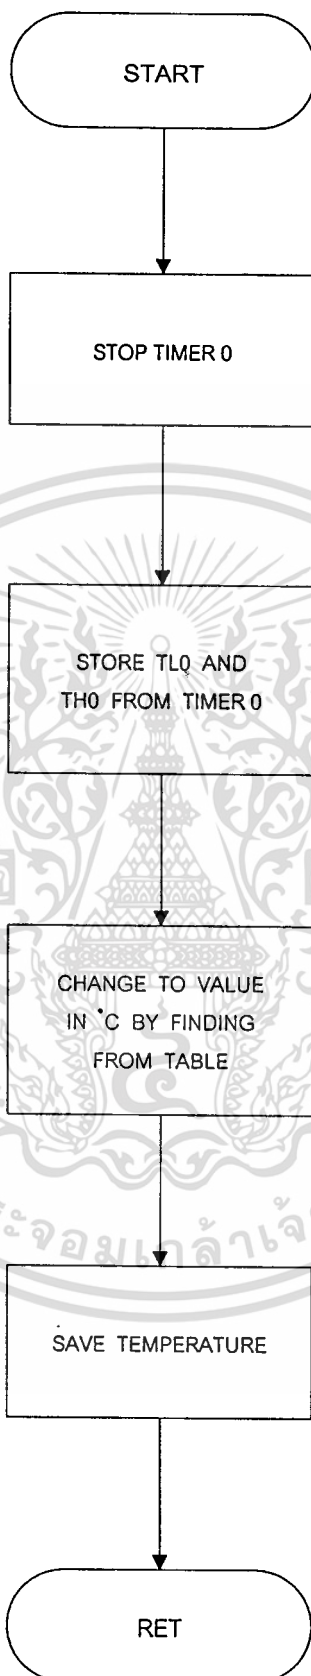 START
STOP TIMER 0
STORE TL0 AND
TH0 FROM TIMER 0
CHANGE TO VALUE
IN °C BY FINDING
FROM TABLE
SAVE TEMPERATURE
RET